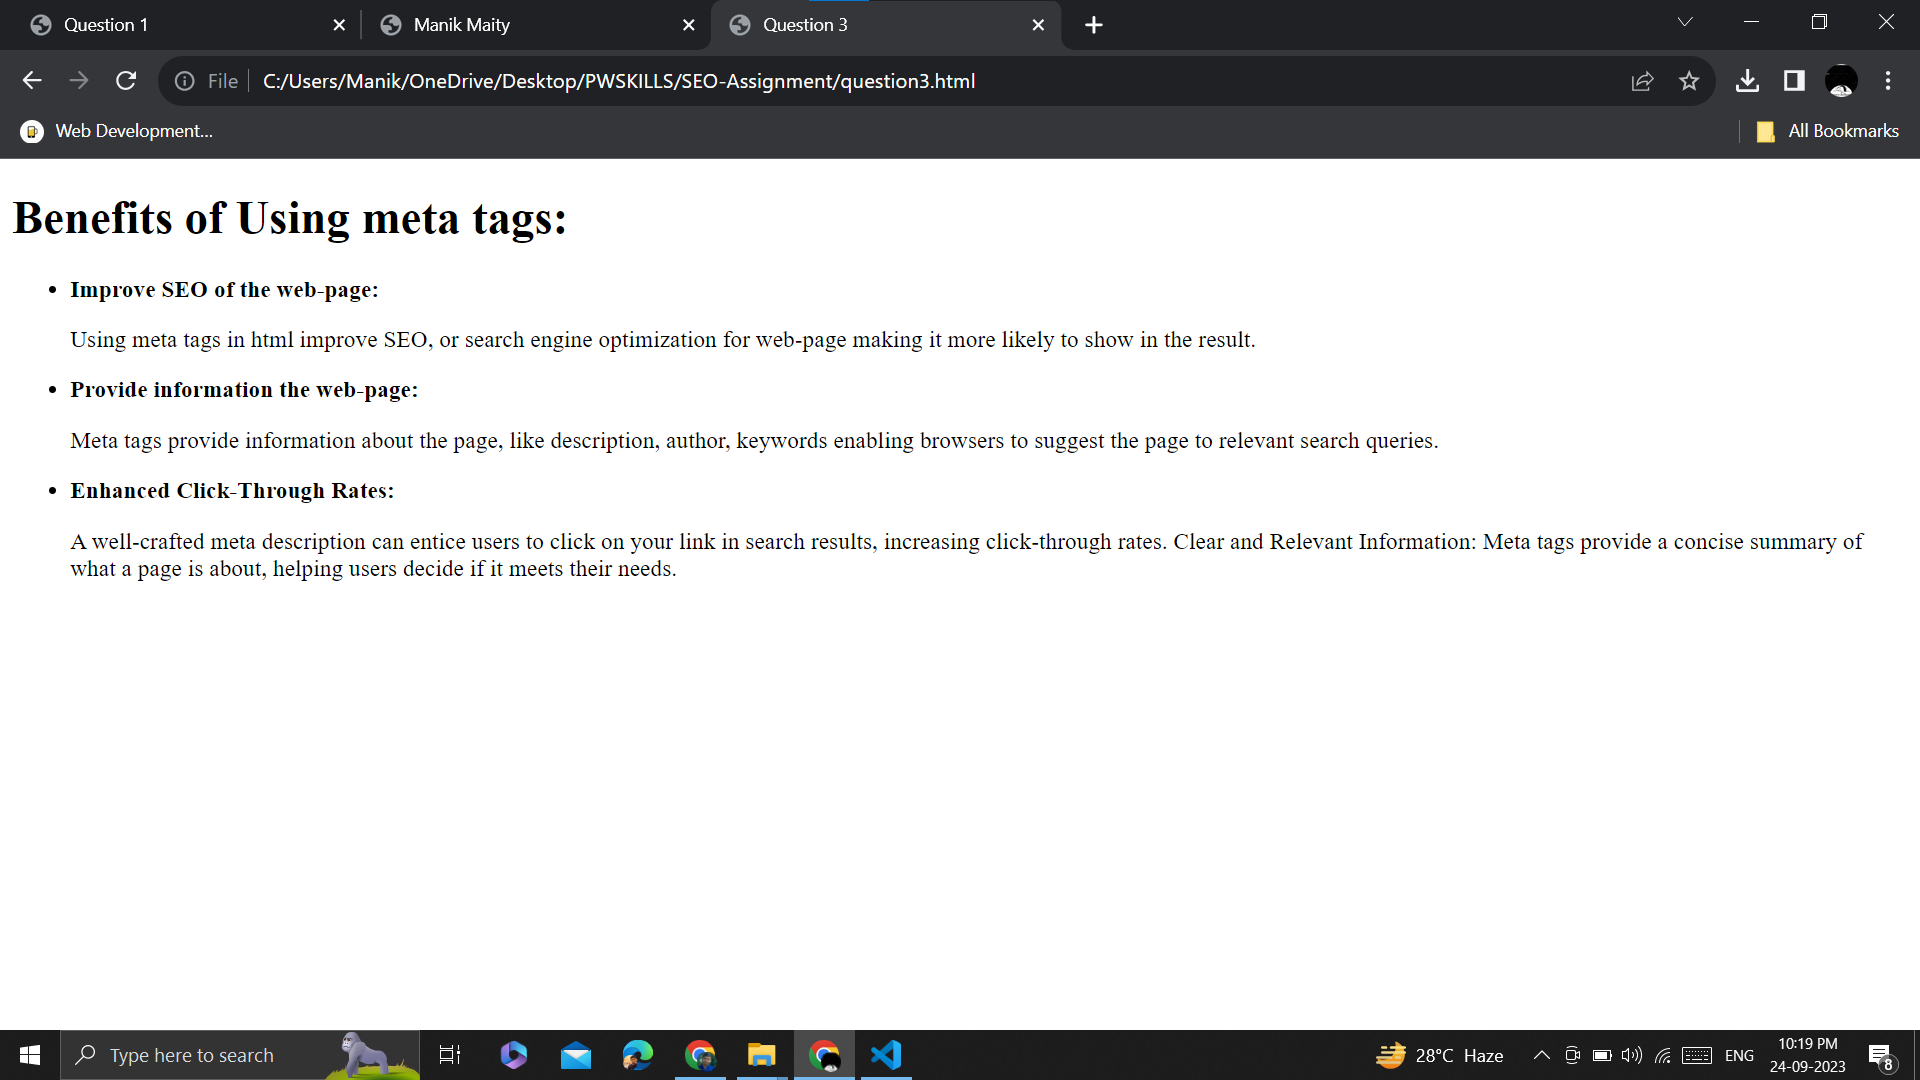 Question 1
Manik Maity
Question 3
File
C:/Users/Manik/OneDrive/Desktop/PWSKILLS/SEO-Assignment/question3.html
Web Development...
All Bookmarks
Benefits of Using meta tags:
Improve SEO of the web-page:
Using meta tags in html improve SEO, or search engine optimization for web-page making it more likely to show in the result.
Provide information the web-page:
Meta tags provide information about the page, like description, author, keywords enabling browsers to suggest the page to relevant search queries.
Enhanced Click-Through Rates:
A well-crafted meta description can entice users to click on your link in search results, increasing click-through rates. Clear and Relevant Information: Meta tags provide a concise summary of
what a page is about, helping users decide if it meets their needs.
Type here to search
28°C Haze
ENG
10:19 PM
24-09-2023
8